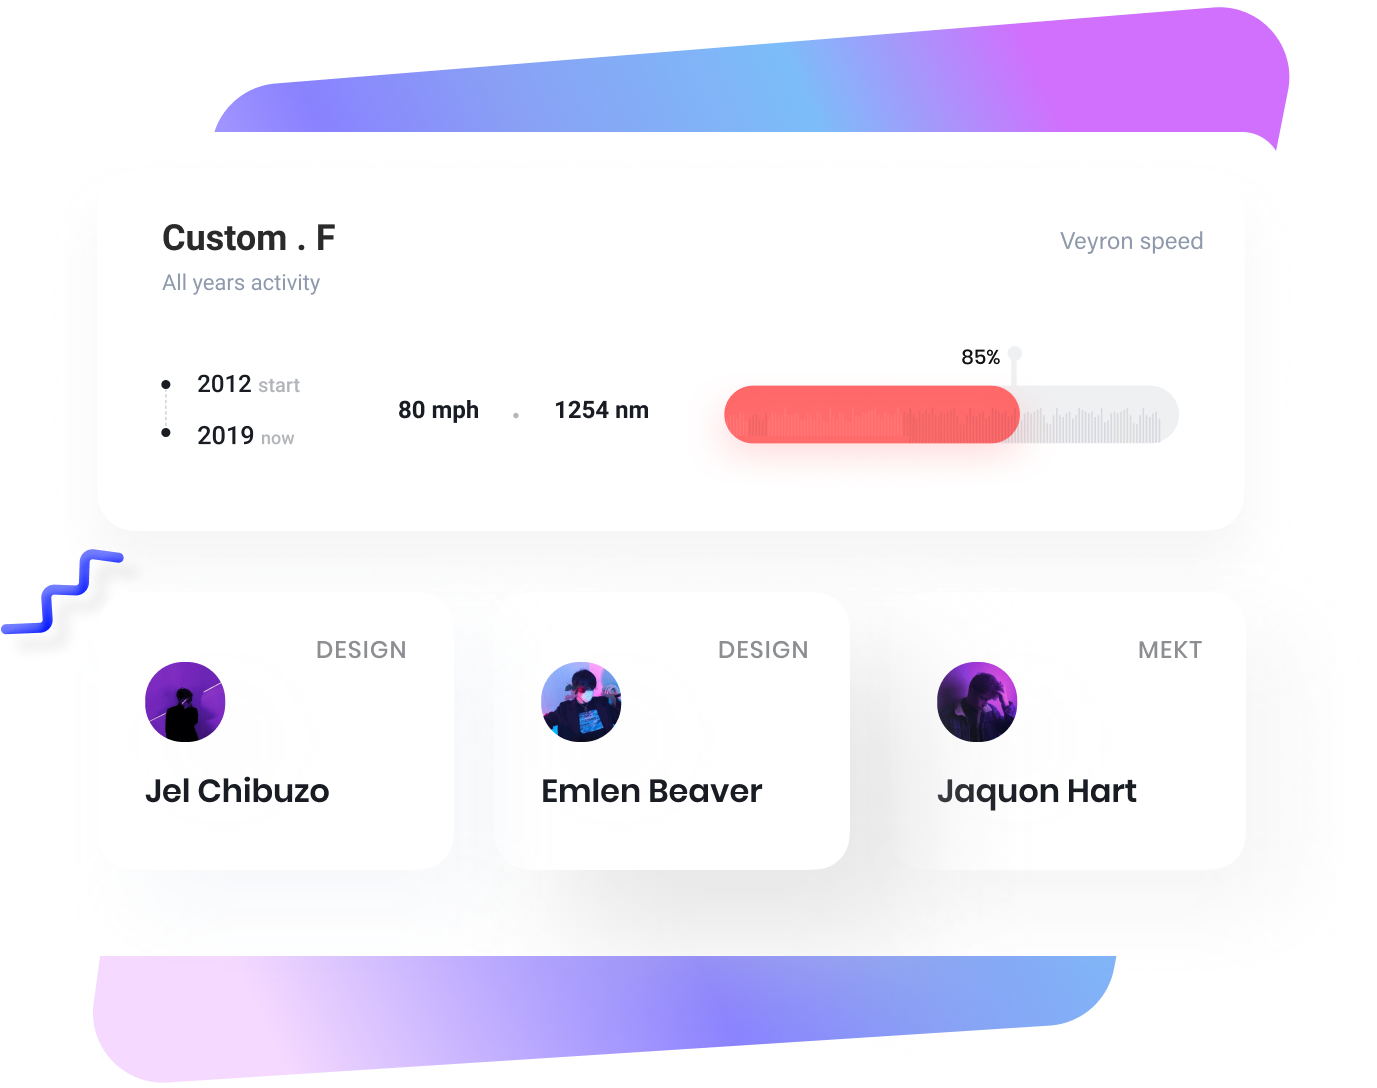 Custom . F
Veyron speed
All years activity
85%
2012 start
80 mph . 1254 nm
2019 now
DESIGN
DESIGN
MEKT
Jel Chibuzo
Emlen Beaver
Jaquon Hart